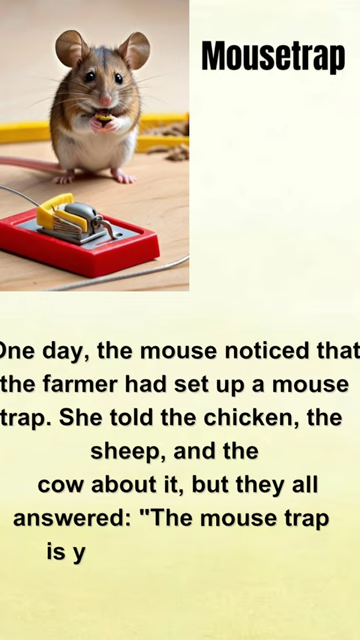 Mousetrap
One day, the mouse noticed that
the farmer had set up a mouse
trap. She told the chicken, the
sheep, and the
cow about it, but they all
answered: "The mouse trap
is y